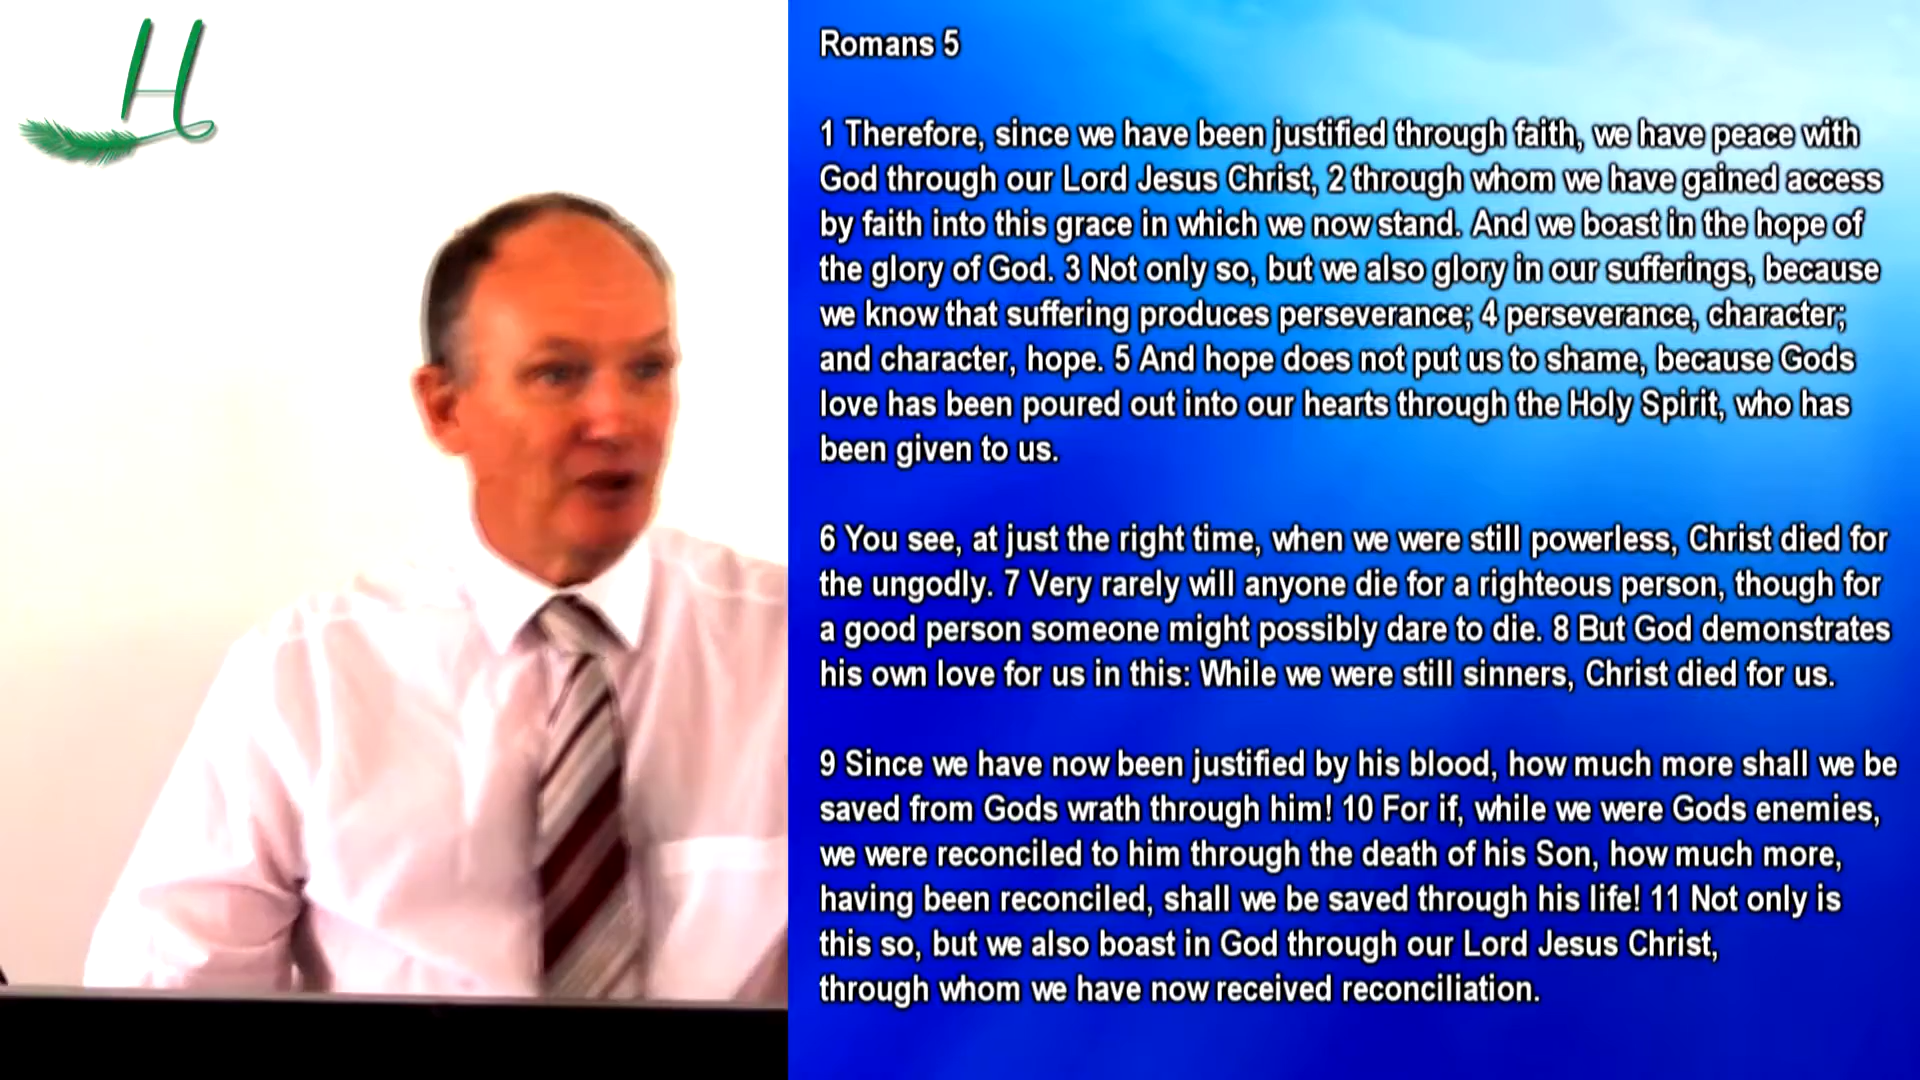 H
Romans 5
1 Therefore, since we have been justified through faith, we have peace with
God through our Lord Jesus Christ, 2 through whom we have gained access
by faith into this grace in which we now stand. And we boast in the hope of
the glory of God. 3 Not only so, but we also glory in our sufferings, because
we know that suffering produces perseverance; 4 perseverance, character;
and character, hope. 5 And hope does not put us to shame, because Gods
love has been poured out into our hearts through the Holy Spirit, who has
been given to us.
6 You see, at just the right time, when we were still powerless, Christ died for
the ungodly. 7 Very rarely will anyone die for a righteous person, though for
a good person someone might possibly dare to die. 8 But God demonstrates
his own love for us in this: While we were still sinners, Christ died for us.
9 Since we have now been justified by his blood, how much more shall we be
saved from Gods wrath through him! 10 For if, while we were Gods enemies,
we were reconciled to him through the death of his Son, how much more,
having been reconciled, shall we be saved through his life! 11 Not only is
this so, but we also boast in God through our Lord Jesus Christ,
through whom we have now received reconciliation.